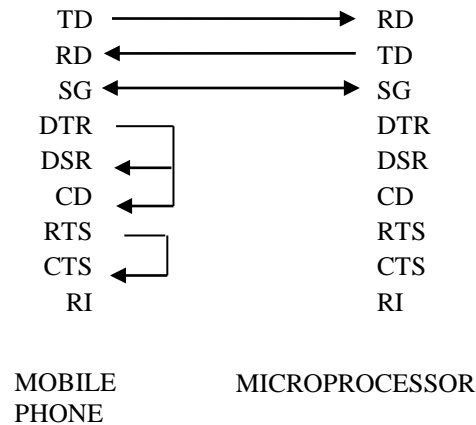 TD RD
RD TD
SG SG
DTR DTR
DSR DSR
CD CD
RTS RTS
CTS CTS
RI RI
MOBILE MICROPROCESSOR
PHONE